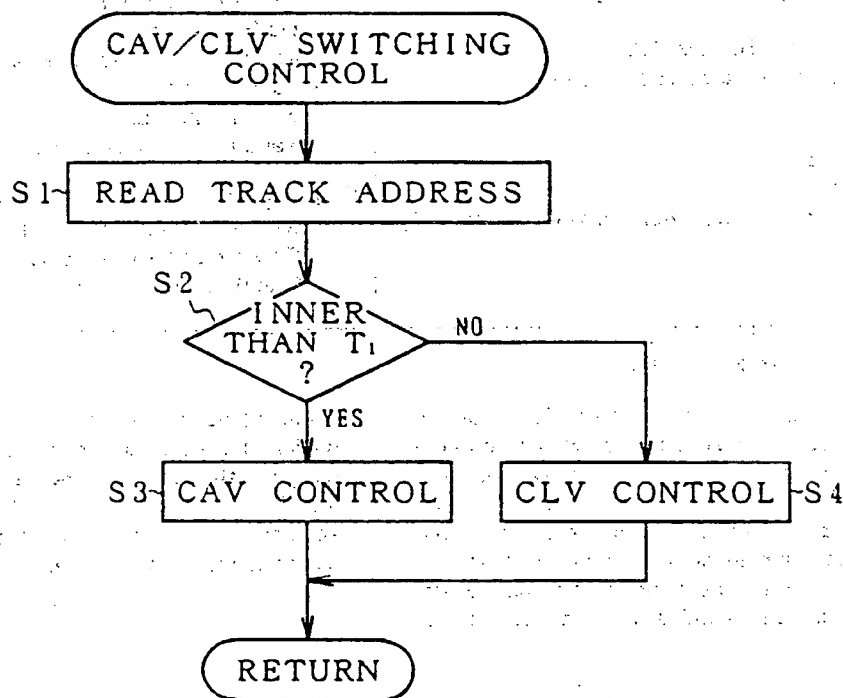 CAV/CLV SWITCHING
CONTROL
S1
READ TRACK ADDRESS
S2
INNER
THAN T₁
?
NO
YES
S3
CAV CONTROL
CLV CONTROL
S4
RETURN